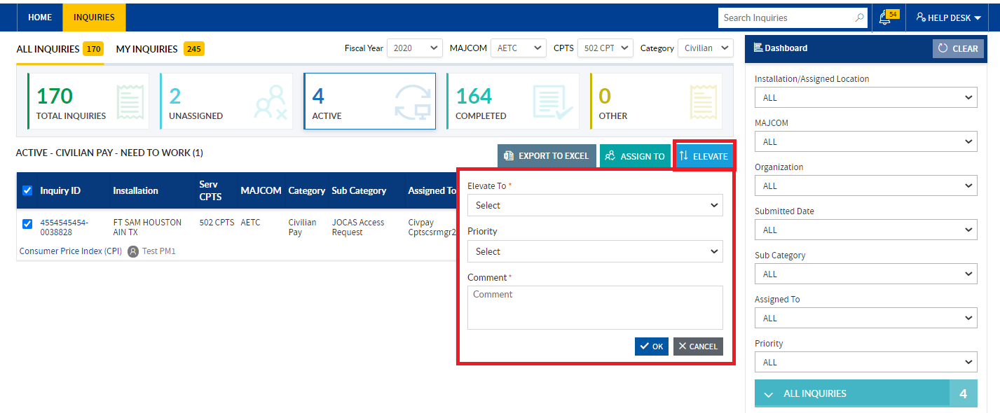 HOME INQUIRIES Search Inquiries 54 HELP DESK
ALL INQUIRIES 170 MY INQUIRIES 245 Fiscal Year 2020 MAJCOM AETC CPTS 502 CPT Category Civilian
170
TOTAL INQUIRIES
2
UNASSIGNED
4
ACTIVE
164
COMPLETED
0
OTHER
ACTIVE - CIVILIAN PAY - NEED TO WORK (1)
EXPORT TO EXCEL ASSIGN TO ELEVATE
Inquiry ID Installation Serv CPTS MAJCOM Category Sub Category Assigned To
4554545454-0038828 FT SAM HOUSTON AIN TX 502 CPTS AETC Civilian Pay JOCAS Access Request Civpay Cptscsrmgr2
Consumer Price Index (CPI) Test PM1
Elevate To *
Select
Priority
Select
Comment *
Comment
OK CANCEL
Dashboard CLEAR
Installation/Assigned Location
ALL
MAJCOM
ALL
Organization
ALL
Submitted Date
ALL
Sub Category
ALL
Assigned To
ALL
Priority
ALL
ALL INQUIRIES 4